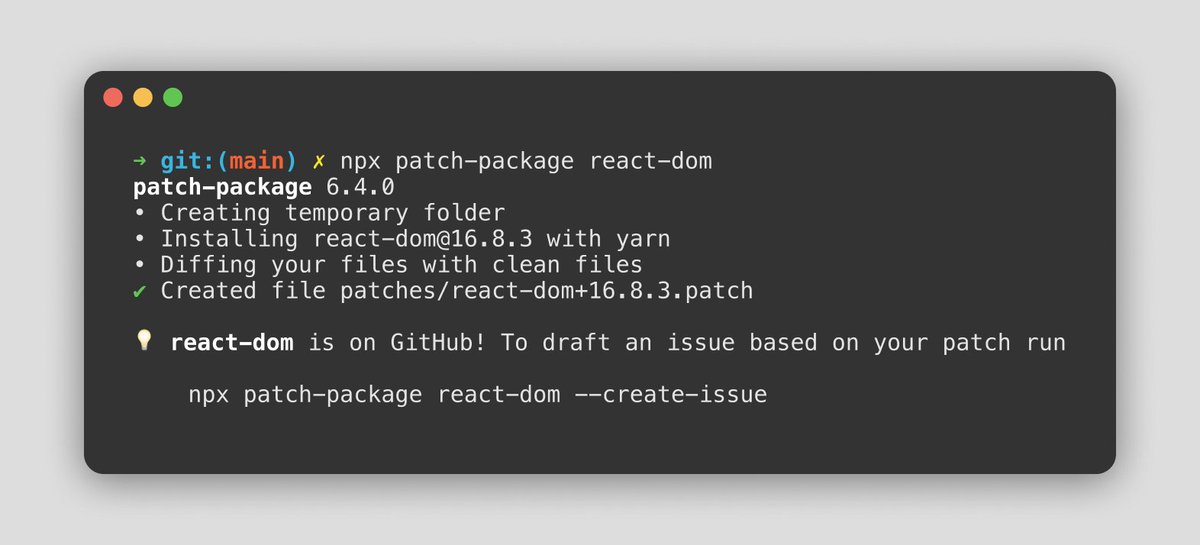 ➜ git:(main) ✗ npx patch-package react-dom
patch-package 6.4.0
• Creating temporary folder
• Installing react-dom@16.8.3 with yarn
• Diffing your files with clean files
✔ Created file patches/react-dom+16.8.3.patch
💡 react-dom is on GitHub! To draft an issue based on your patch run
npx patch-package react-dom --create-issue